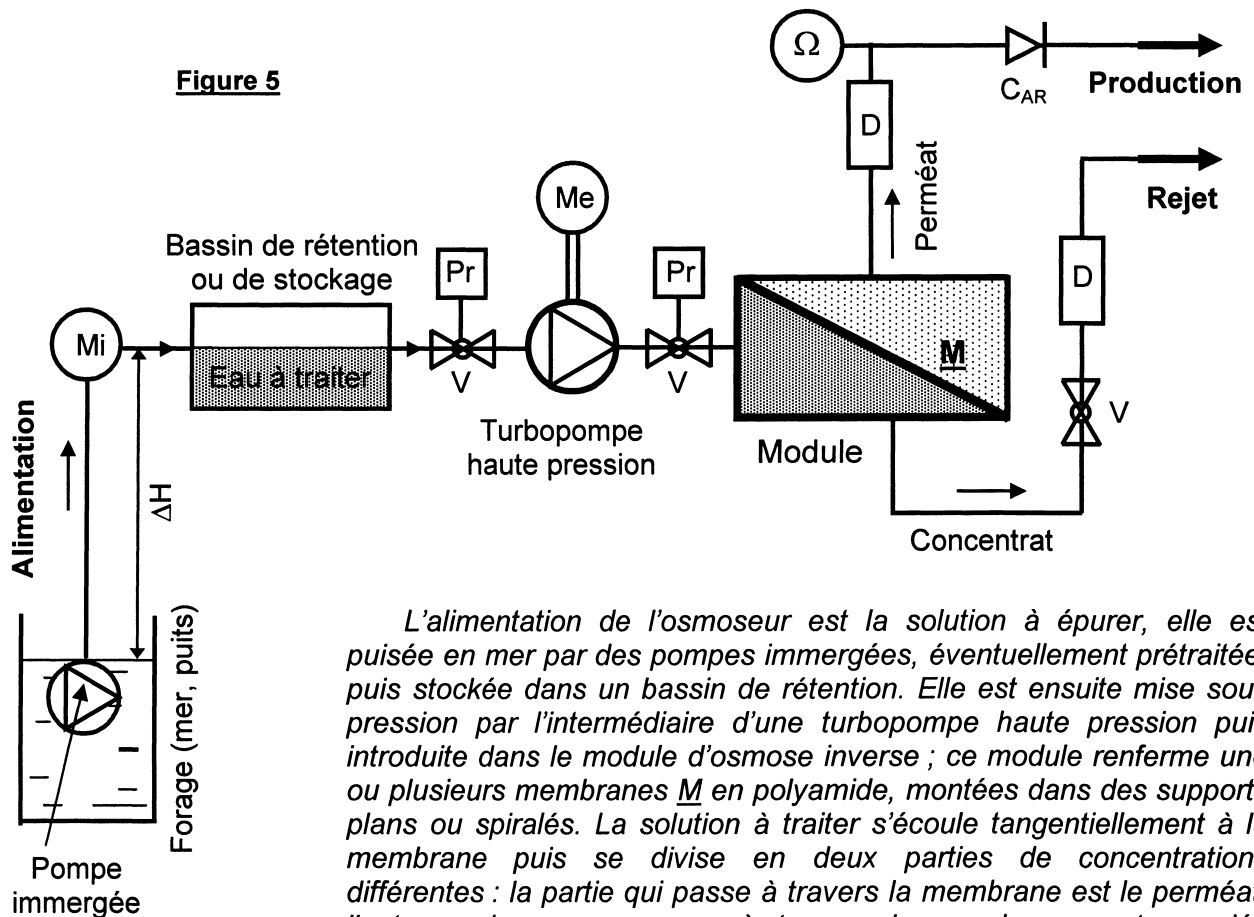 Figure 5
Ω
C_AR
Production
D
Perméat
Rejet
D
Me
Bassin de rétention
ou de stockage
Pr
Pr
Mi
Eau à traiter
V
V
M
V
Turbopompe
haute pression
Module
Concentrat
Alimentation
ΔH
Forage (mer, puits)
Pompe
immergée
L'alimentation de l'osmoseur est la solution à épurer, elle es
puisée en mer par des pompes immergées, éventuellement prétraitée
puis stockée dans un bassin de rétention. Elle est ensuite mise sou
pression par l'intermédiaire d'une turbopompe haute pression pui
introduite dans le module d'osmose inverse ; ce module renferme une
ou plusieurs membranes M en polyamide, montées dans des support
plans ou spiralés. La solution à traiter s'écoule tangentiellement à l
membrane puis se divise en deux parties de concentration
différentes : la partie qui passe à travers la membrane est le perméa